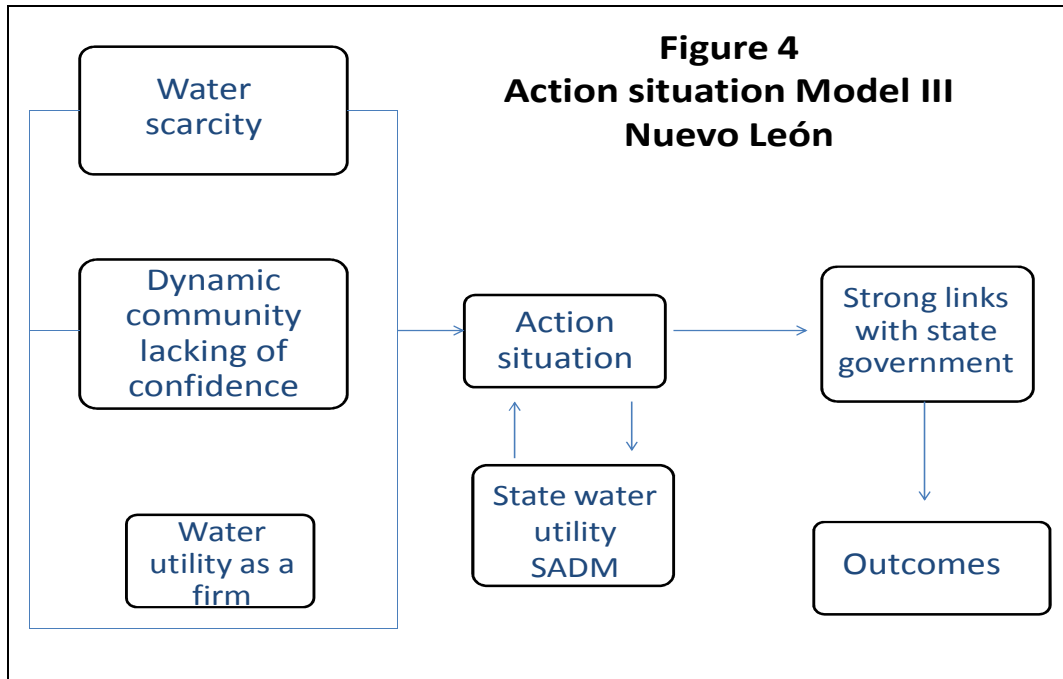 Figure 4
Action situation Model III
Nuevo León
Water
scarcity
Dynamic
community
lacking of
confidence
Water
utility as a
firm
Action
situation
State water
utility
SADM
Strong links
with state
government
Outcomes